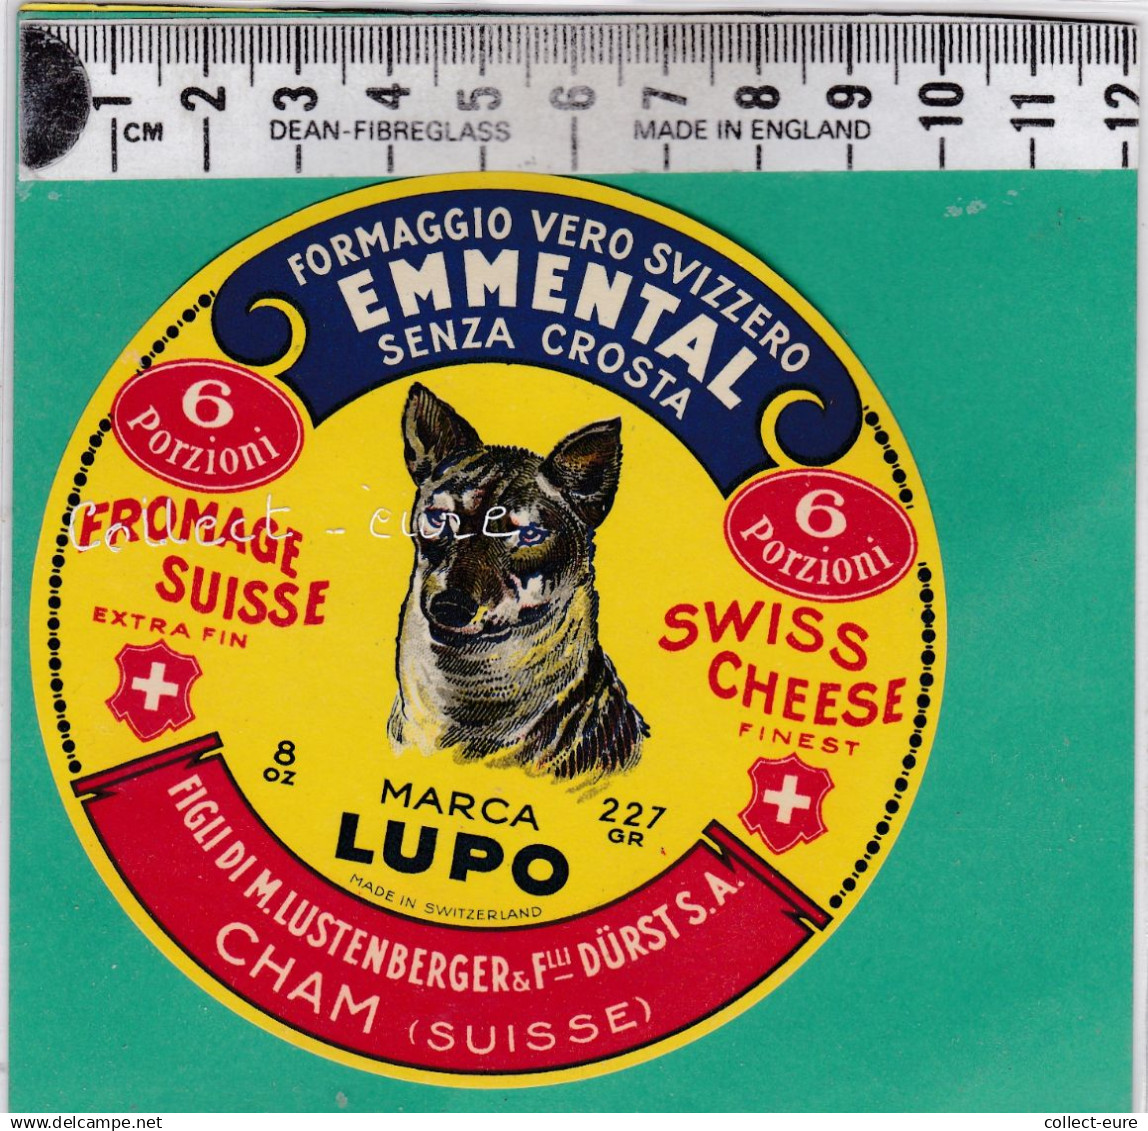 1 2 3 4 5 6 7 8 9 10 11 12
CM DEAN-FIBREGLASS MADE IN ENGLAND
FORMAGGIO VERO SVIZZERO
EMMENTAL
SENZA CROSTA
6
Porzioni
6
Porzioni
collect - eure
FROMAGE
SUISSE
EXTRA FIN
SWISS
CHEESE
FINEST
8
OZ
MARCA
LUPO
227
GR
MADE IN SWITZERLAND
FIGLI DI M. LUSTENBERGER & FLLI DÜRST S.A.
CHAM (SUISSE)
delcampe.net
collect-eure